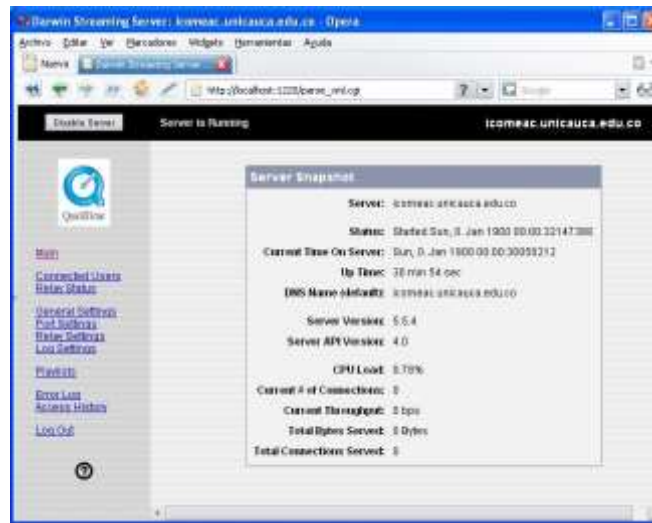 Darwin Streaming Server: icomeac.unicauca.edu.co - Opera
Archivo Editar Ver Marcadores Widgets Herramientas Ayuda
Nueva Darwin Streaming Server
http://localhost:1220/parse_xml.cgi
Disable Server Server is Running icomeac.unicauca.edu.co
QuickTime
Main
Connected Users
Relay Status
General Settings
Port Settings
Relay Settings
Log Settings
Playlists
Error Log
Access History
Log Out
Server Snapshot
Server: icomeac.unicauca.edu.co
Status: Started Sun, 0. Jan 1900 00:00:
Current Time On Server: Sun, 0. Jan 1900 00:00:
Up Time: 38 min 54 sec
DNS Name (default): icomeac.unicauca.edu.co
Server Version: 5.5.4
Server API Version: 4.0
CPU Load: 0.78%
Current # of Connections: 0
Current Throughput: 0 bps
Total Bytes Served: 0 Bytes
Total Connections Served: 0